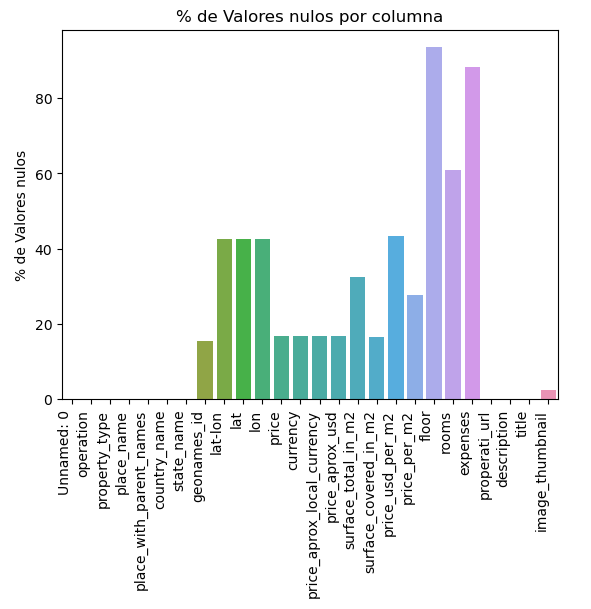 % de Valores nulos por columna
% de Valores nulos
80
60
40
20
0
Unnamed: 0
operation
property_type
place_name
place_with_parent_names
country_name
state_name
geonames_id
lat-lon
lat
lon
price
currency
price_aprox_local_currency
price_aprox_usd
surface_total_in_m2
surface_covered_in_m2
price_usd_per_m2
price_per_m2
floor
rooms
expenses
properati_url
description
title
image_thumbnail